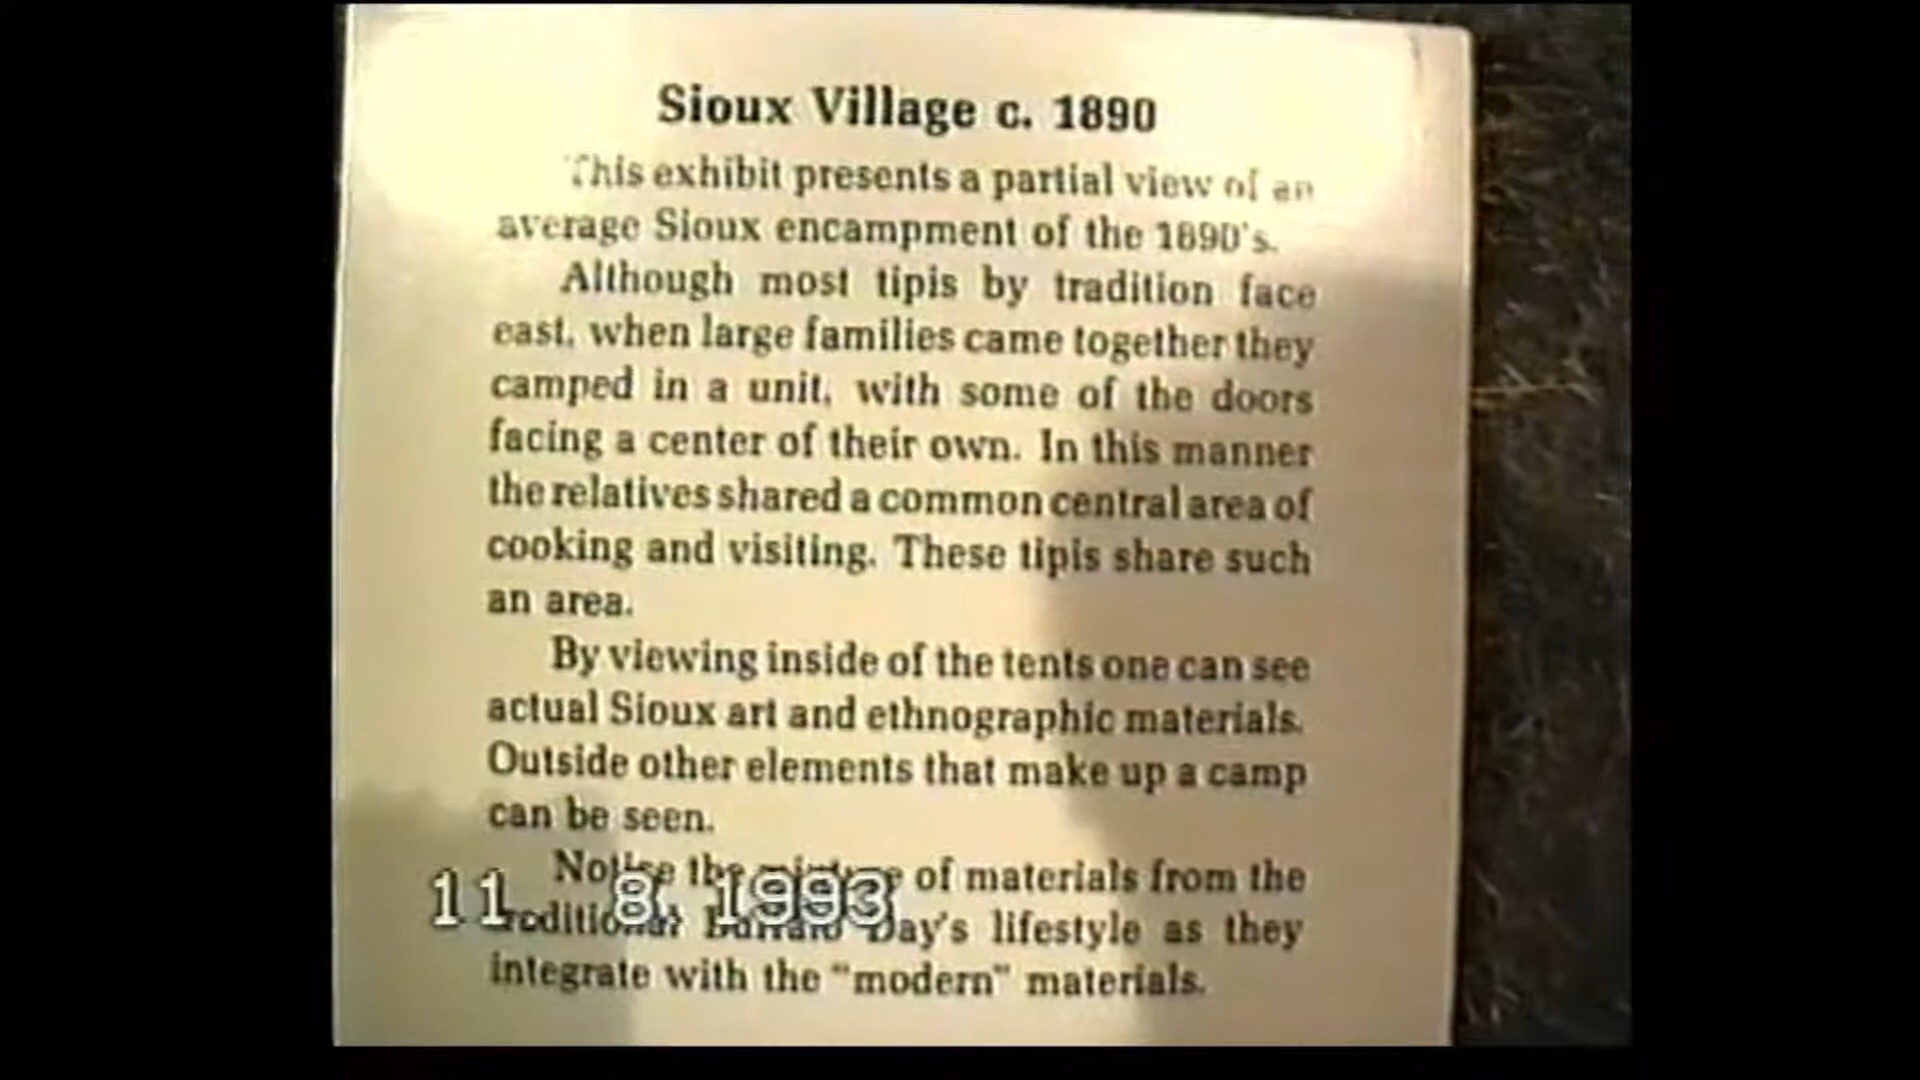 Sioux Village c. 1890
This exhibit presents a partial view of an
average Sioux encampment of the 1890's.
Although most tipis by tradition face
east, when large families came together they
camped in a unit, with some of the doors
facing a center of their own. In this manner
the relatives shared a common central area of
cooking and visiting. These tipis share such
an area.
By viewing inside of the tents one can see
actual Sioux art and ethnographic materials.
Outside other elements that make up a camp
can be seen.
Notice the mixture of materials from the
traditional Buffalo Day's lifestyle as they
integrate with the "modern" materials.
11. 8. 1993